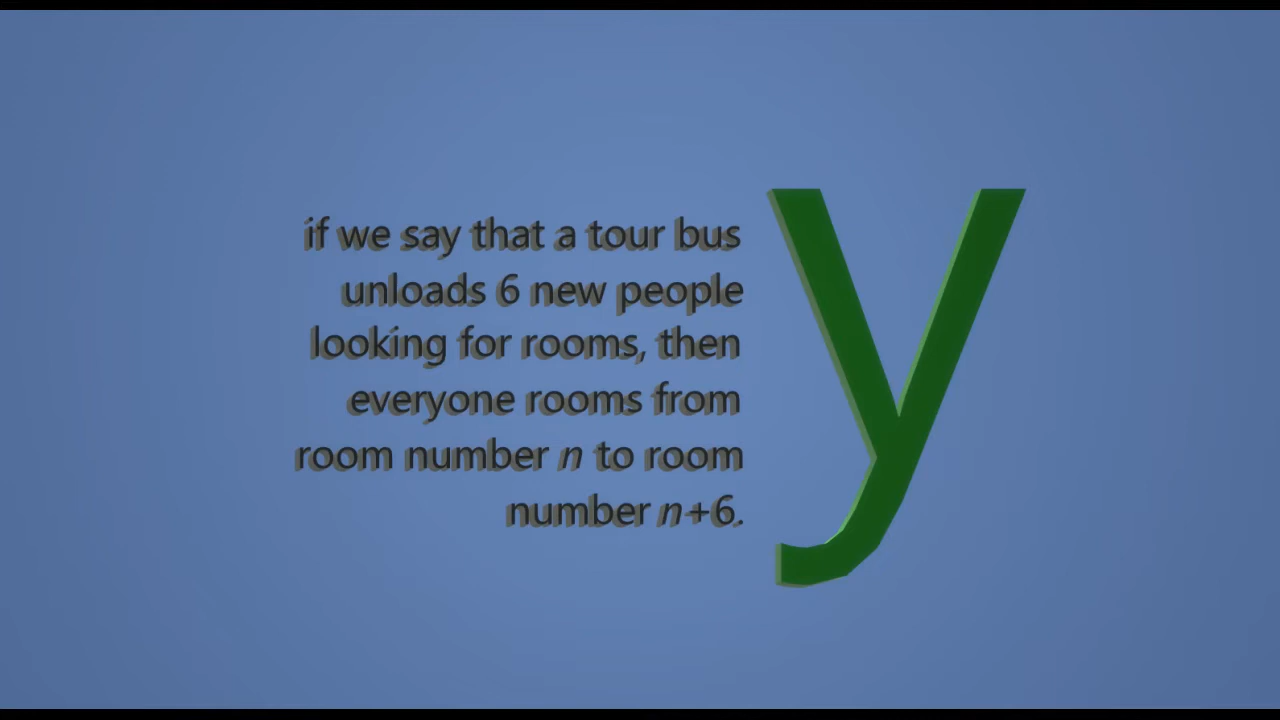 if we say that a tour bus
unloads 6 new people
looking for rooms, then
everyone rooms from
room number n to room
number n+6.
y